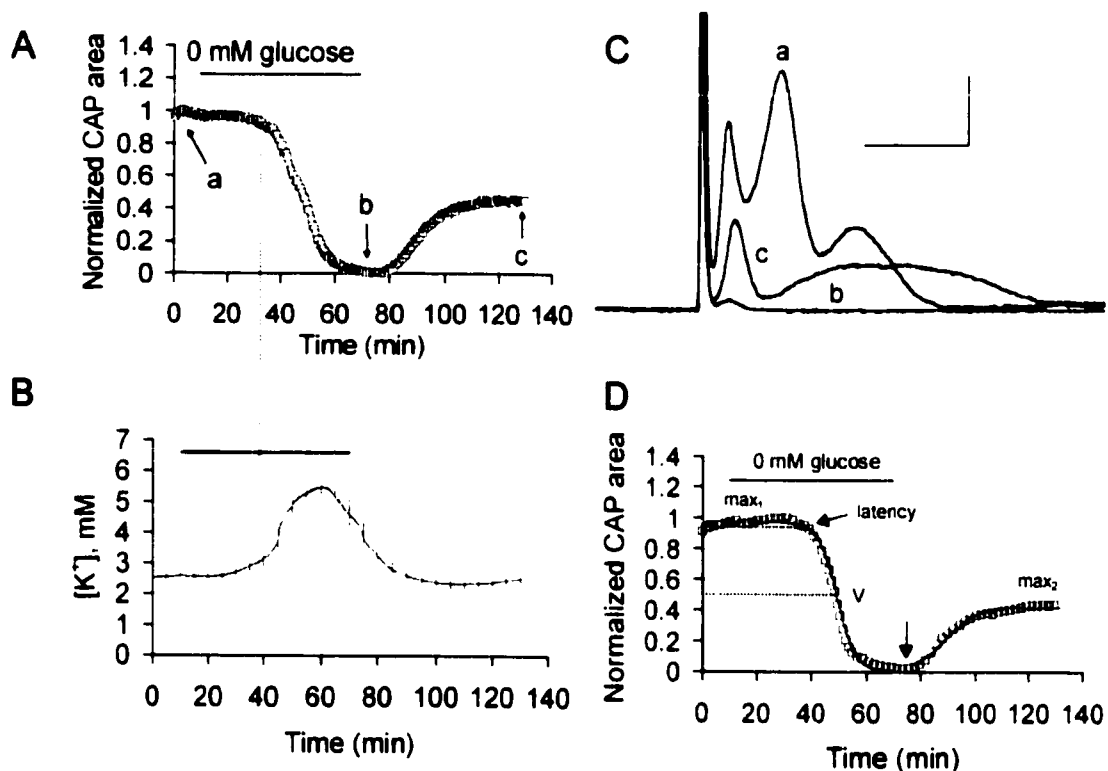 A
Normalized CAP area
0 mM glucose
1.4
1.2
1
0.8
0.6
0.4
0.2
0
a
b
c
0 20 40 60 80 100 120 140
Time (min)
B
[K⁺], mM
7
6
5
4
3
2
1
0
0 20 40 60 80 100 120 140
Time (min)
C
a
c
b
D
Normalized CAP area
0 mM glucose
1.4
1.2
1
0.8
0.6
0.4
0.2
0
max₁
latency
V
max₂
0 20 40 60 80 100 120 140
Time (min)